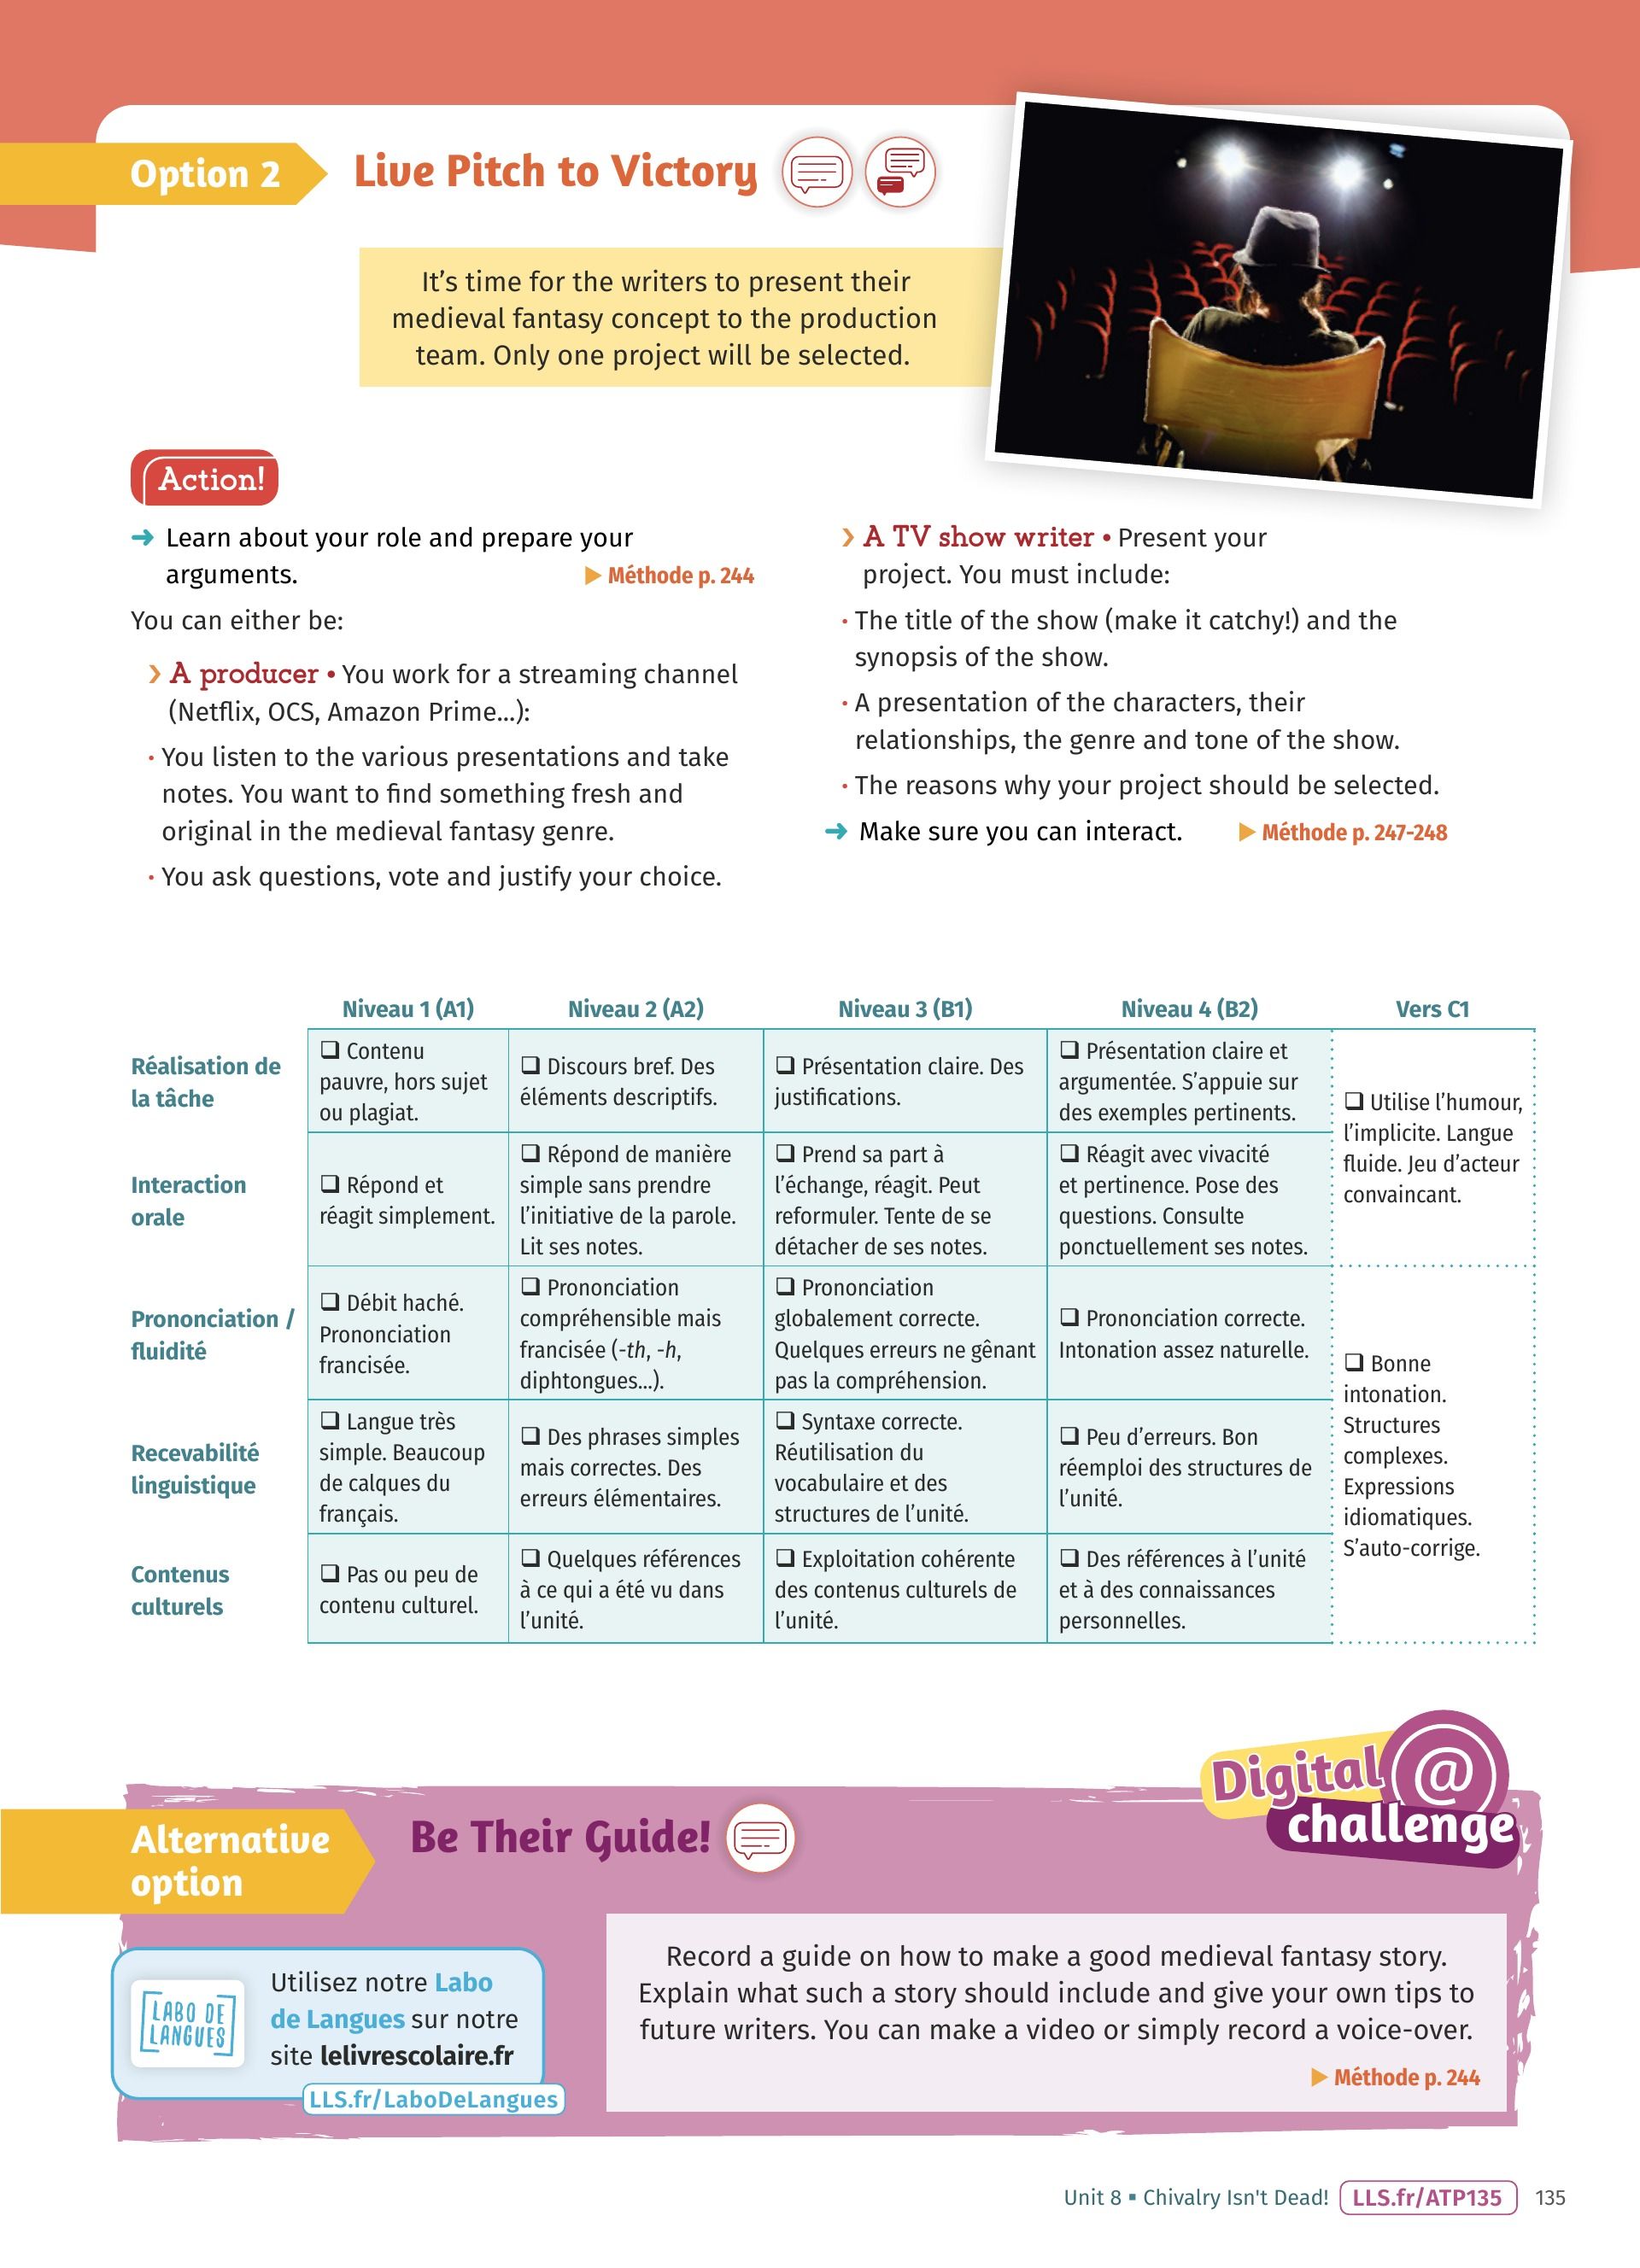 Option 2
Live Pitch to Victory
It’s time for the writers to present their
medieval fantasy concept to the production
team. Only one project will be selected.
Action!
➜ Learn about your role and prepare your
arguments.
▶ Méthode p. 244
You can either be:
› A producer • You work for a streaming channel
(Netflix, OCS, Amazon Prime…):
· You listen to the various presentations and take
notes. You want to find something fresh and
original in the medieval fantasy genre.
· You ask questions, vote and justify your choice.
› A TV show writer • Present your
project. You must include:
· The title of the show (make it catchy!) and the
synopsis of the show.
· A presentation of the characters, their
relationships, the genre and tone of the show.
· The reasons why your project should be selected.
➜ Make sure you can interact.
▶ Méthode p. 247-248
Niveau 1 (A1)
Niveau 2 (A2)
Niveau 3 (B1)
Niveau 4 (B2)
Vers C1
Réalisation de
la tâche
❑ Contenu
pauvre, hors sujet
ou plagiat.
❑ Discours bref. Des
éléments descriptifs.
❑ Présentation claire. Des
justifications.
❑ Présentation claire et
argumentée. S’appuie sur
des exemples pertinents.
❑ Utilise l’humour,
l’implicite. Langue
fluide. Jeu d’acteur
convaincant.
Interaction
orale
❑ Répond et
réagit simplement.
❑ Répond de manière
simple sans prendre
l’initiative de la parole.
Lit ses notes.
❑ Prend sa part à
l’échange, réagit. Peut
reformuler. Tente de se
détacher de ses notes.
❑ Réagit avec vivacité
et pertinence. Pose des
questions. Consulte
ponctuellement ses notes.
Prononciation /
fluidité
❑ Débit haché.
Prononciation
francisée.
❑ Prononciation
compréhensible mais
francisée (-th, -h,
diphtongues…).
❑ Prononciation
globalement correcte.
Quelques erreurs ne gênant
pas la compréhension.
❑ Prononciation correcte.
Intonation assez naturelle.
❑ Bonne
intonation.
Structures
complexes.
Expressions
idiomatiques.
S’auto-corrige.
Recevabilité
linguistique
❑ Langue très
simple. Beaucoup
de calques du
français.
❑ Des phrases simples
mais correctes. Des
erreurs élémentaires.
❑ Syntaxe correcte.
Réutilisation du
vocabulaire et des
structures de l’unité.
❑ Peu d’erreurs. Bon
réemploi des structures de
l’unité.
Contenus
culturels
❑ Pas ou peu de
contenu culturel.
❑ Quelques références
à ce qui a été vu dans
l’unité.
❑ Exploitation cohérente
des contenus culturels de
l’unité.
❑ Des références à l’unité
et à des connaissances
personnelles.
Digital @
challenge
Alternative
option
Be Their Guide!
LABO DE
LANGUES
Utilisez notre Labo
de Langues sur notre
site lelivrescolaire.fr
LLS.fr/LaboDeLangues
Record a guide on how to make a good medieval fantasy story.
Explain what such a story should include and give your own tips to
future writers. You can make a video or simply record a voice-over.
▶ Méthode p. 244
Unit 8 ▪ Chivalry Isn't Dead! LLS.fr/ATP135 135